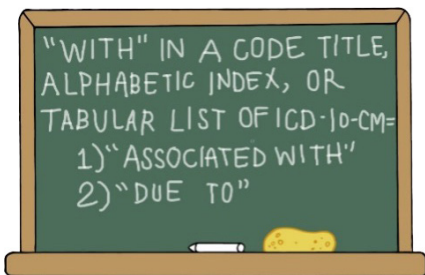 "WITH" IN A CODE TITLE,
ALPHABETIC INDEX, OR
TABULAR LIST OF ICD-10-CM=
1) "ASSOCIATED WITH"
2) "DUE TO"